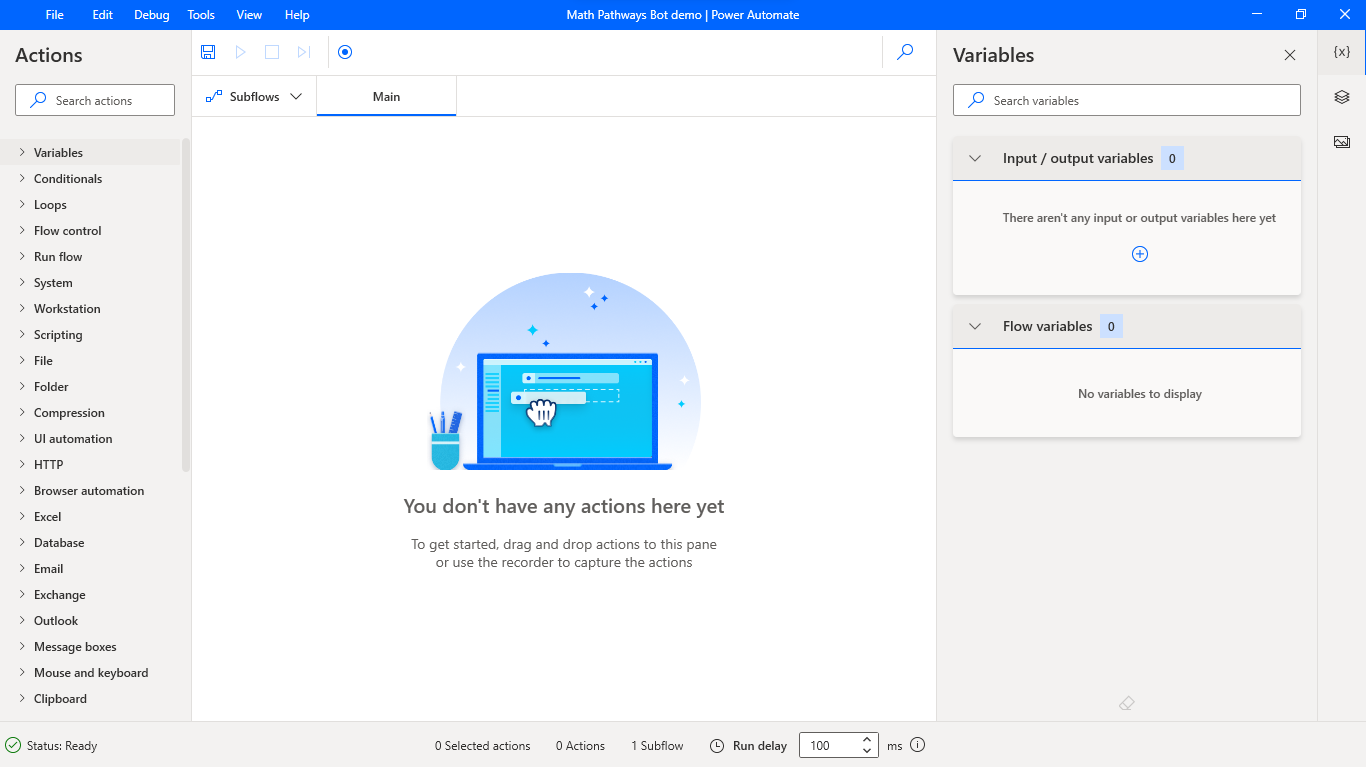 File Edit Debug Tools View Help
Math Pathways Bot demo | Power Automate
Actions
Search actions
Variables
Conditionals
Loops
Flow control
Run flow
System
Workstation
Scripting
File
Folder
Compression
UI automation
HTTP
Browser automation
Excel
Database
Email
Exchange
Outlook
Message boxes
Mouse and keyboard
Clipboard
Subflows
Main
You don't have any actions here yet
To get started, drag and drop actions to this pane
or use the recorder to capture the actions
Variables
{x}
Search variables
Input / output variables 0
There aren't any input or output variables here yet
Flow variables 0
No variables to display
Status: Ready
0 Selected actions
0 Actions
1 Subflow
Run delay
100
ms